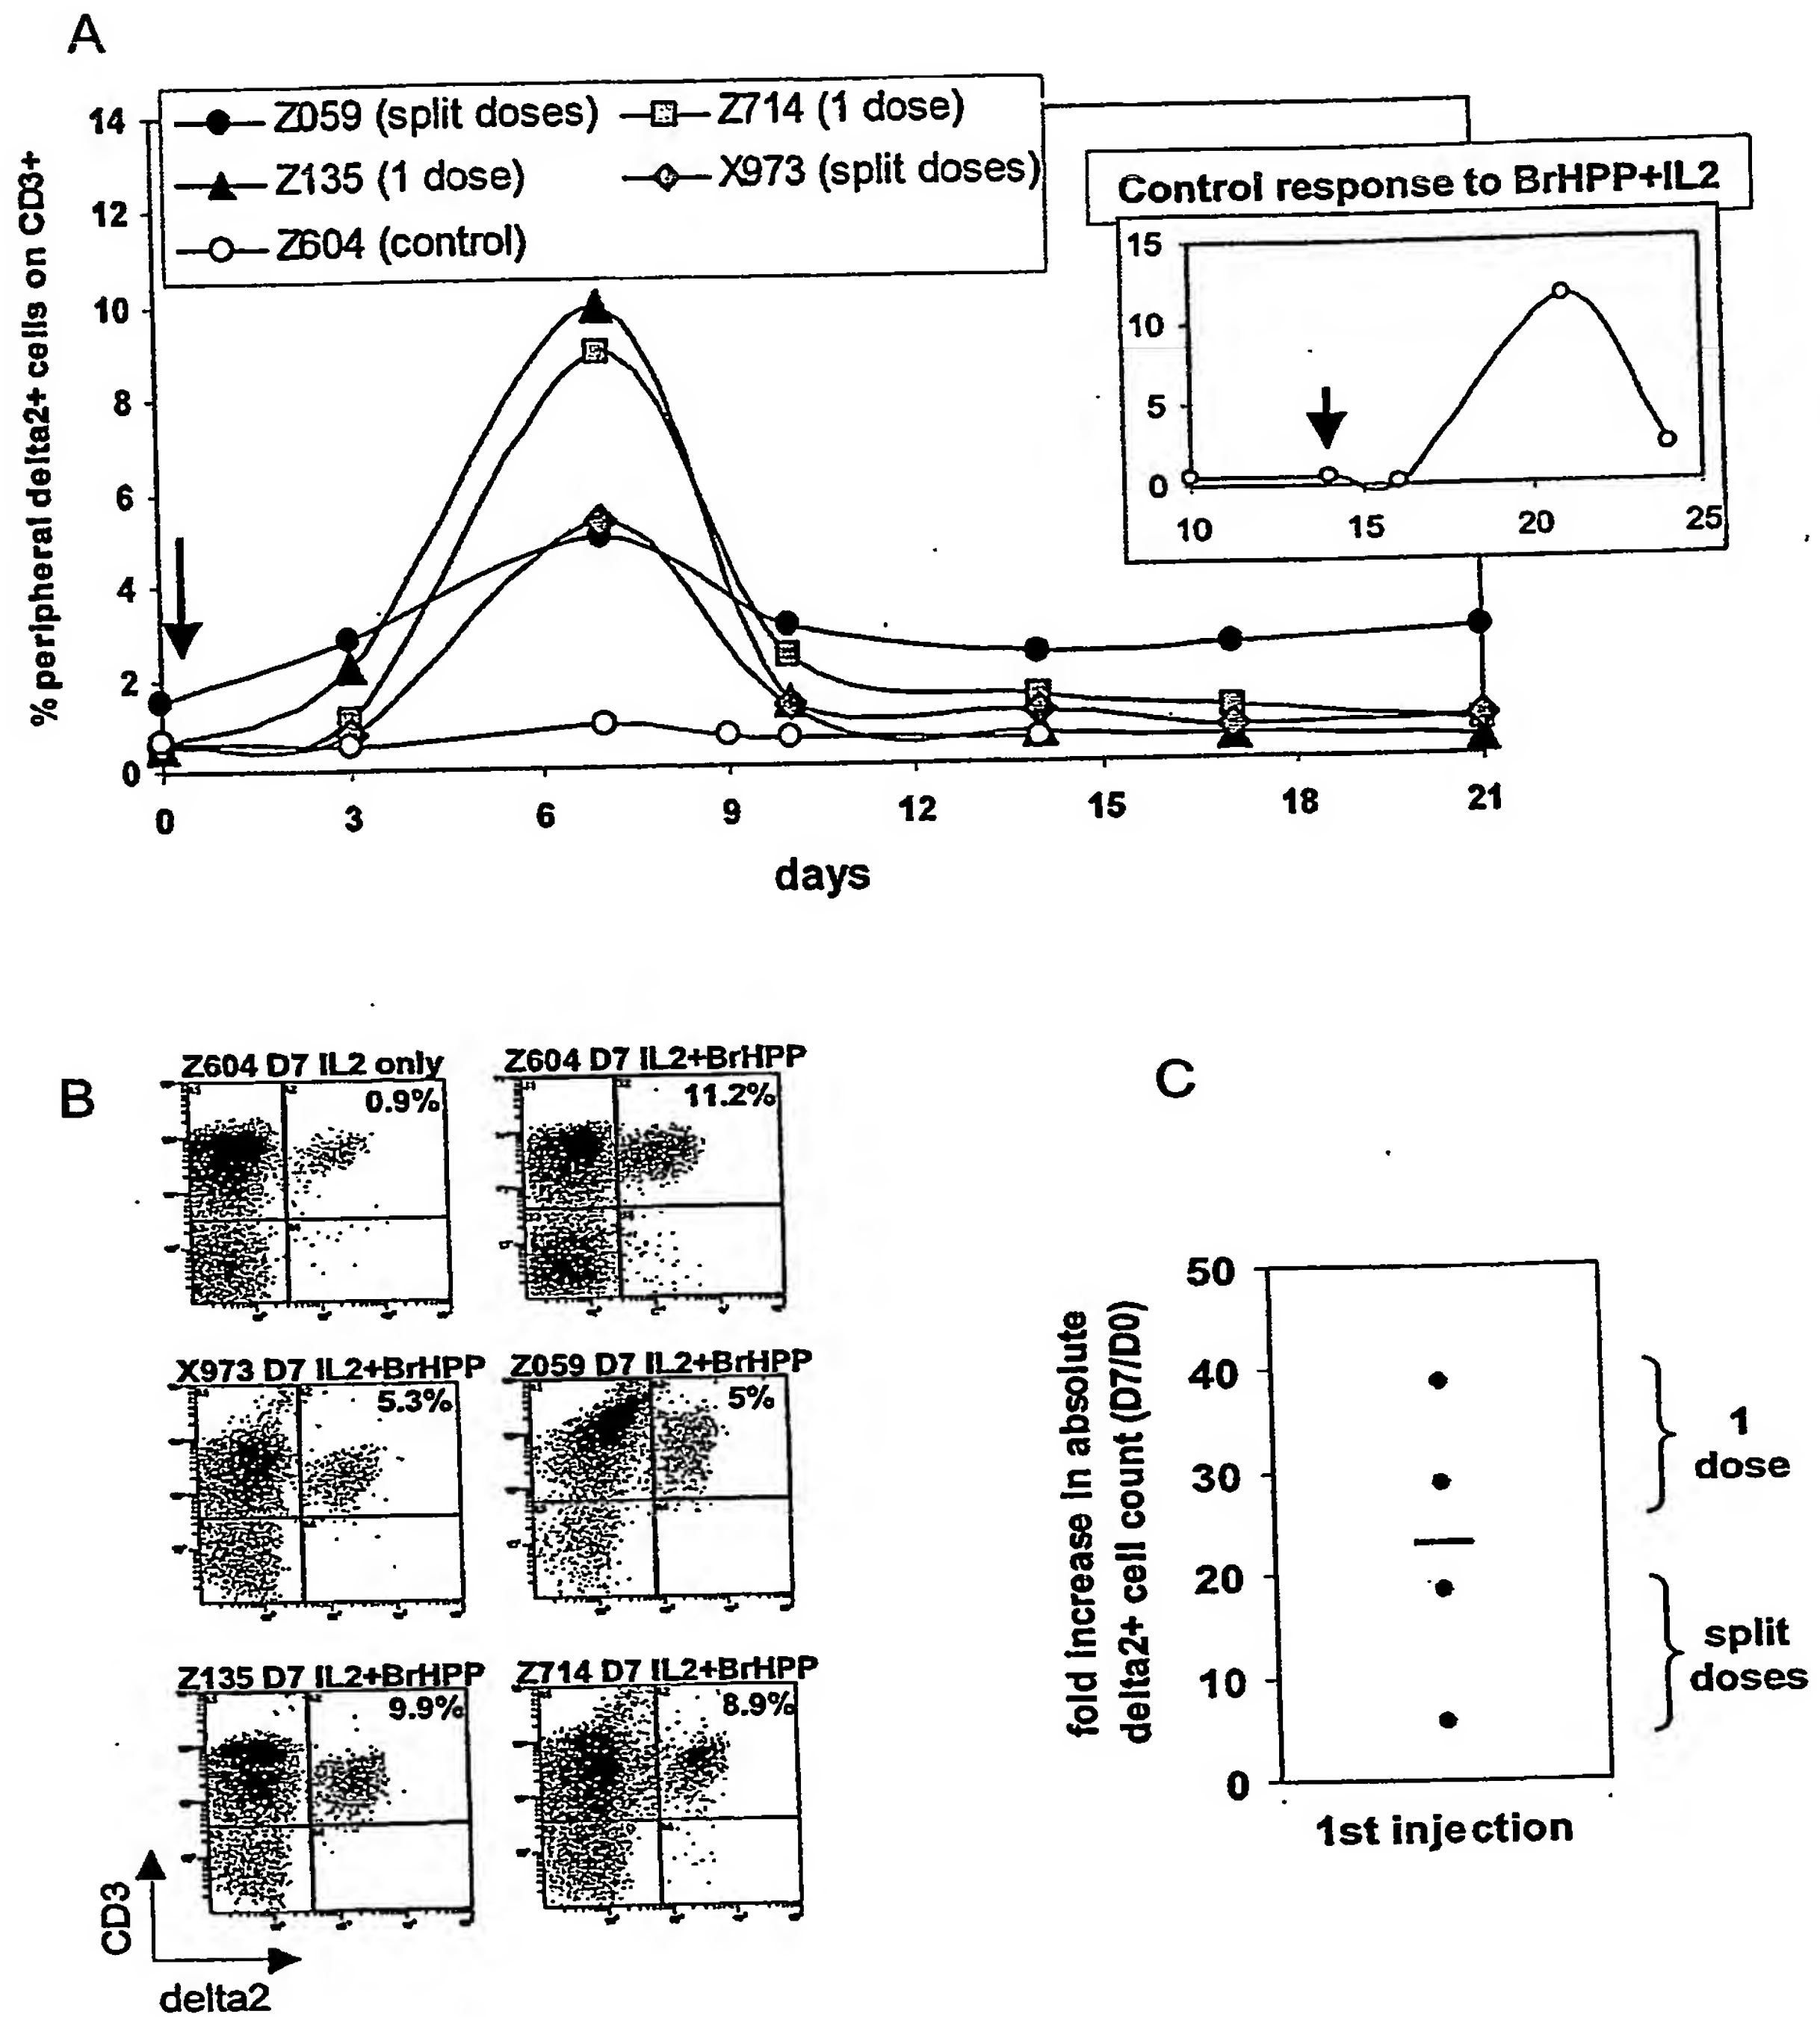 A
Z059 (split doses)
Z714 (1 dose)
Z135 (1 dose)
X973 (split doses)
Z604 (control)
% peripheral delta2+ cells on CD3+
14
12
10
8
6
4
2
0
0
3
6
9
12
15
18
21
days
Control response to BrHPP+IL2
15
10
5
0
10
15
20
25
B
Z604 D7 IL2 only
0.9%
Z604 D7 IL2+BrHPP
11.2%
X973 D7 IL2+BrHPP
5.3%
Z059 D7 IL2+BrHPP
5%
Z135 D7 IL2+BrHPP
9.9%
Z714 D7 IL2+BrHPP
8.9%
CD3
delta2
C
fold increase in absolute
delta2+ cell count (D7/D0)
50
40
30
20
10
0
1
dose
split
doses
1st injection